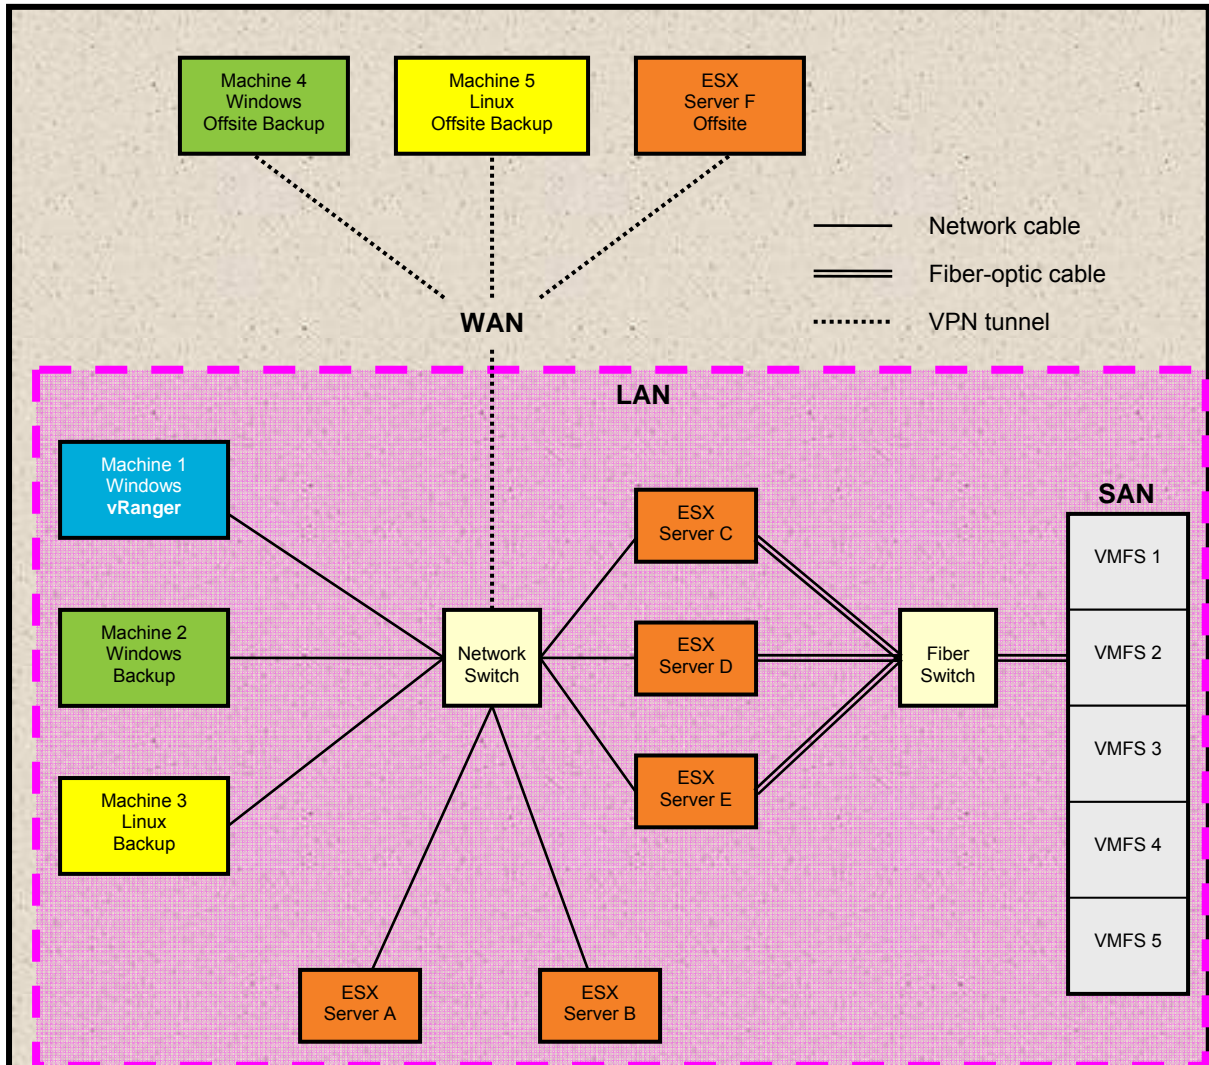 Machine 4
Windows
Offsite Backup
Machine 5
Linux
Offsite Backup
ESX
Server F
Offsite
Network cable
Fiber-optic cable
VPN tunnel
WAN
LAN
Machine 1
Windows
vRanger
Machine 2
Windows
Backup
Machine 3
Linux
Backup
Network
Switch
ESX
Server C
ESX
Server D
ESX
Server E
Fiber
Switch
SAN
VMFS 1
VMFS 2
VMFS 3
VMFS 4
VMFS 5
ESX
Server A
ESX
Server B